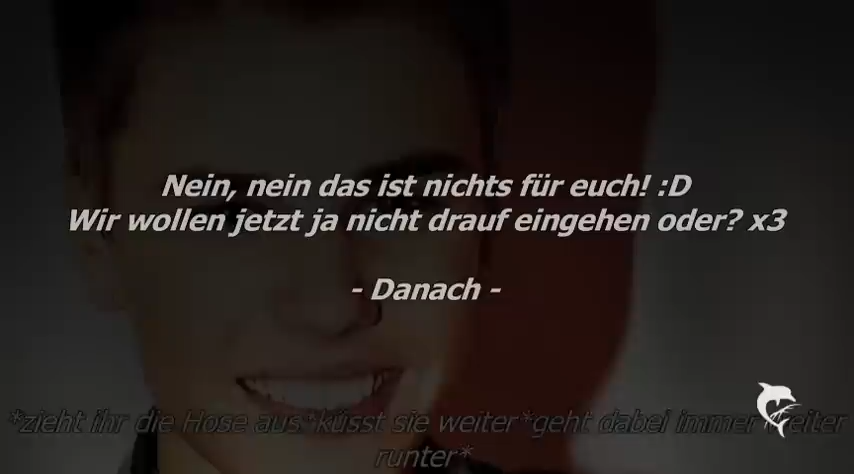 Nein, nein das ist nichts für euch! :D
Wir wollen jetzt ja nicht drauf eingehen oder? x3
- Danach -
*zieht ihr die Hose aus*küsst sie weiter*geht dabei immer weiter
runter*